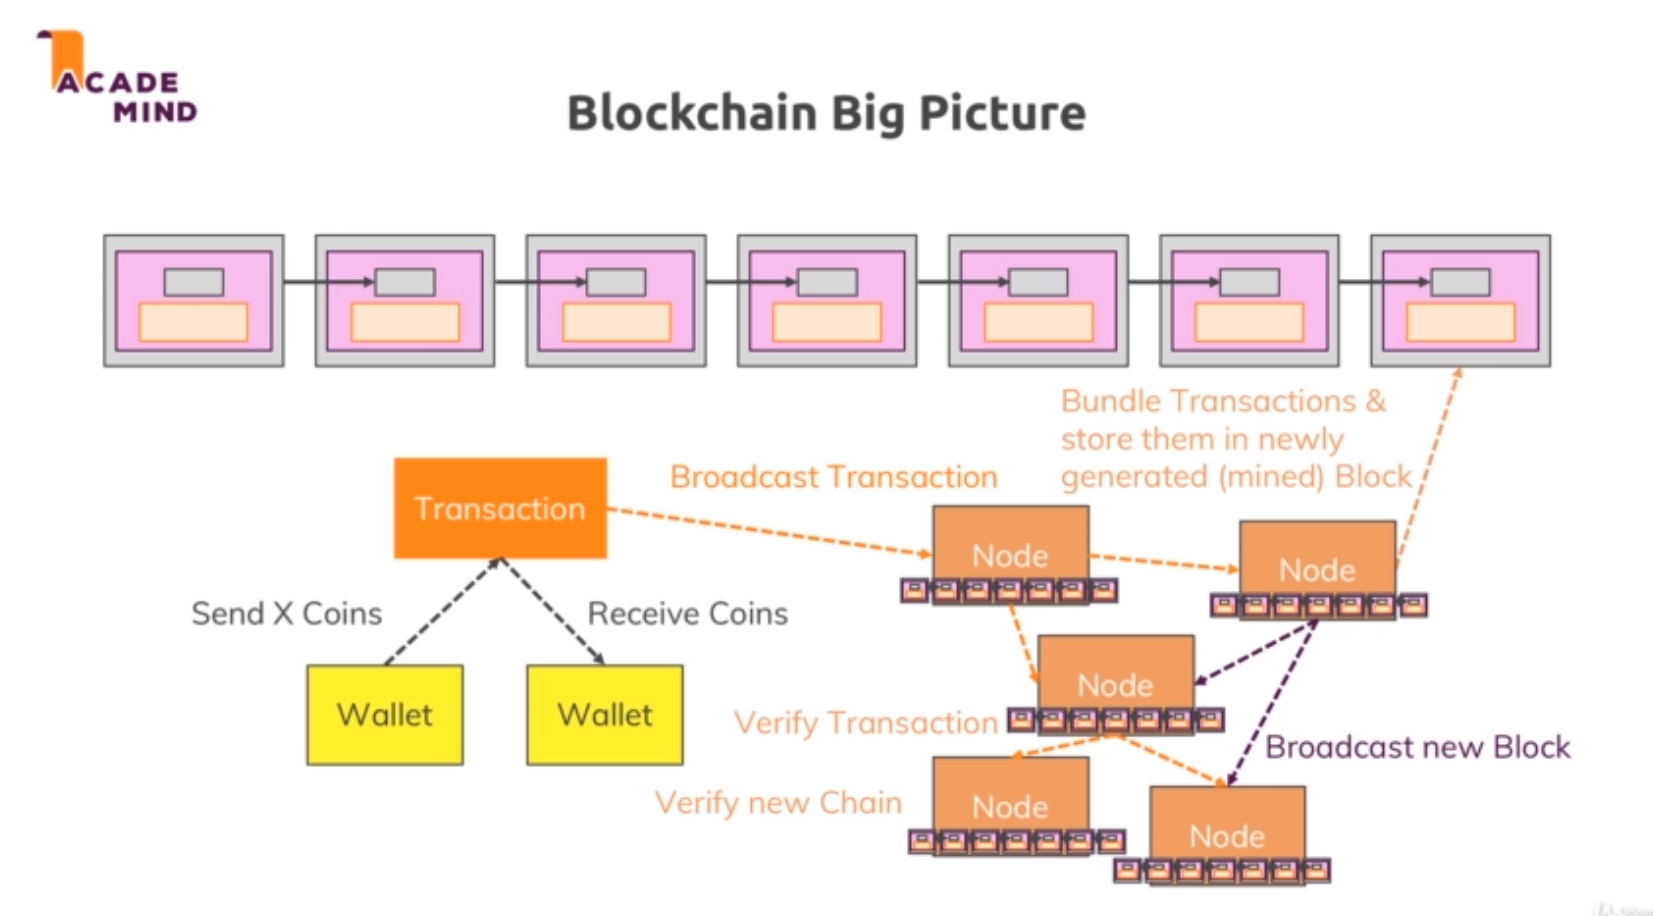 ACADE
MIND
Blockchain Big Picture
Bundle Transactions &
store them in newly
generated (mined) Block
Broadcast Transaction
Transaction
Node
Node
Send X Coins
Receive Coins
Node
Wallet
Wallet
Verify Transaction
Broadcast new Block
Verify new Chain
Node
Node